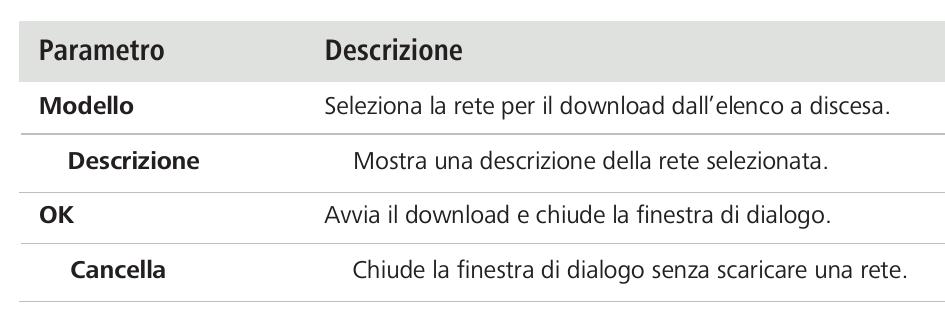 Parametro Descrizione
Modello Seleziona la rete per il download dall’elenco a discesa.
Descrizione Mostra una descrizione della rete selezionata.
OK Avvia il download e chiude la finestra di dialogo.
Cancella Chiude la finestra di dialogo senza scaricare una rete.